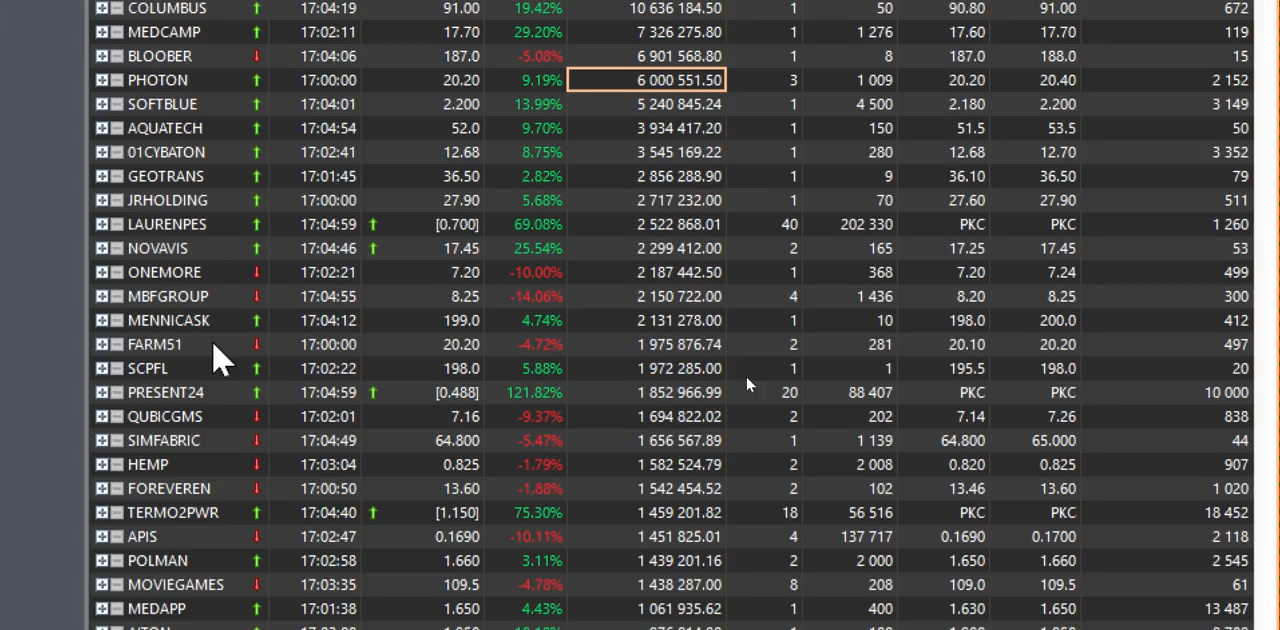 COLUMBUS 17:04:19 91.00 19.42% 10 636 184.50 1 50 90.80 91.00 672
MEDCAMP 17:02:11 17.70 29.20% 7 326 275.80 1 1 276 17.60 17.70 119
BLOOBER 17:04:06 187.0 -5.08% 6 901 568.80 1 8 187.0 188.0 15
PHOTON 17:00:00 20.20 9.19% 6 000 551.50 3 1 009 20.20 20.40 2 152
SOFTBLUE 17:04:01 2.200 13.99% 5 240 845.24 1 4 500 2.180 2.200 3 149
AQUATECH 17:04:54 52.0 9.70% 3 934 417.20 1 150 51.5 53.5 50
01CYBATON 17:02:41 12.68 8.75% 3 545 169.22 1 280 12.68 12.70 3 352
GEOTRANS 17:01:45 36.50 2.82% 2 856 288.90 1 9 36.10 36.50 79
JRHOLDING 17:00:00 27.90 5.68% 2 717 232.00 1 70 27.60 27.90 511
LAURENPES 17:04:59 [0.700] 69.08% 2 522 868.01 40 202 330 PKC PKC 1 260
NOVAVIS 17:04:46 17.45 25.54% 2 299 412.00 2 165 17.25 17.45 53
ONEMORE 17:02:21 7.20 -10.00% 2 187 442.50 1 368 7.20 7.24 499
MBFGROUP 17:04:55 8.25 -14.06% 2 150 722.00 4 1 436 8.20 8.25 300
MENNICASK 17:04:12 199.0 4.74% 2 131 278.00 1 10 198.0 200.0 412
FARM51 17:00:00 20.20 -4.72% 1 975 876.74 2 281 20.10 20.20 497
SCPFL 17:02:22 198.0 5.88% 1 972 285.00 1 1 195.5 198.0 20
PRESENT24 17:04:59 [0.488] 121.82% 1 852 966.99 20 88 407 PKC PKC 10 000
QUBICGMS 17:02:01 7.16 -9.37% 1 694 822.02 2 202 7.14 7.26 838
SIMFABRIC 17:04:49 64.800 -5.47% 1 656 567.89 1 1 139 64.800 65.000 44
HEMP 17:03:04 0.825 -1.79% 1 582 524.79 2 2 008 0.820 0.825 907
FOREVEREN 17:00:50 13.60 -1.88% 1 542 454.52 2 102 13.46 13.60 1 020
TERMO2PWR 17:04:40 [1.150] 75.30% 1 459 201.82 18 56 516 PKC PKC 18 452
APIS 17:02:47 0.1690 -10.11% 1 451 825.01 4 137 717 0.1690 0.1700 2 118
POLMAN 17:02:58 1.660 3.11% 1 439 201.16 2 2 000 1.650 1.660 2 545
MOVIEGAMES 17:03:35 109.5 -4.78% 1 438 287.00 8 208 109.0 109.5 61
MEDAPP 17:01:38 1.650 4.43% 1 061 935.62 1 400 1.630 1.650 13 487